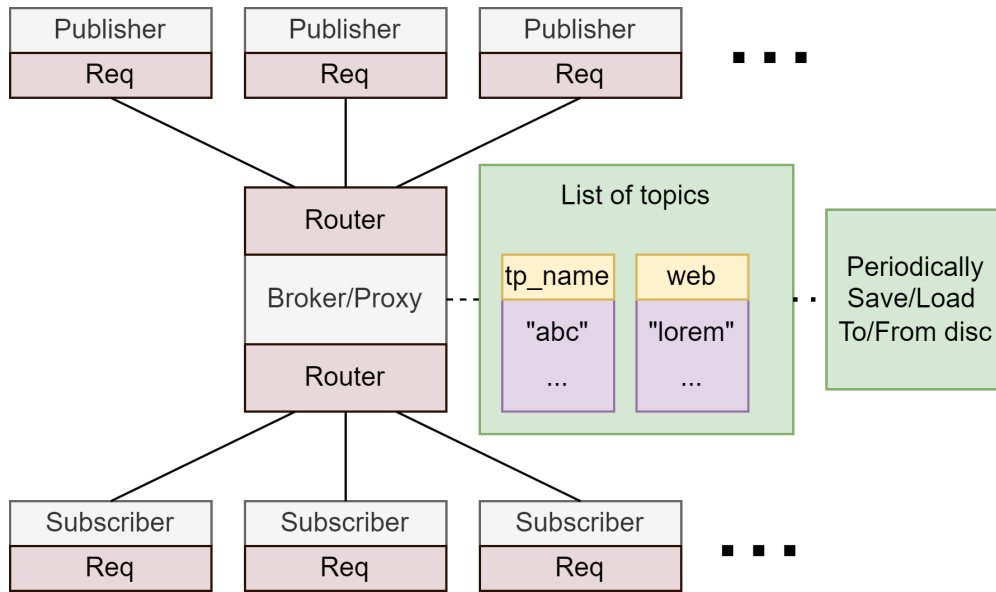 Publisher
Req
Publisher
Req
Publisher
Req
...
Router
Broker/Proxy
Router
List of topics
tp_name
"abc"
...
web
"lorem"
...
Periodically
Save/Load
To/From disc
Subscriber
Req
Subscriber
Req
Subscriber
Req
...